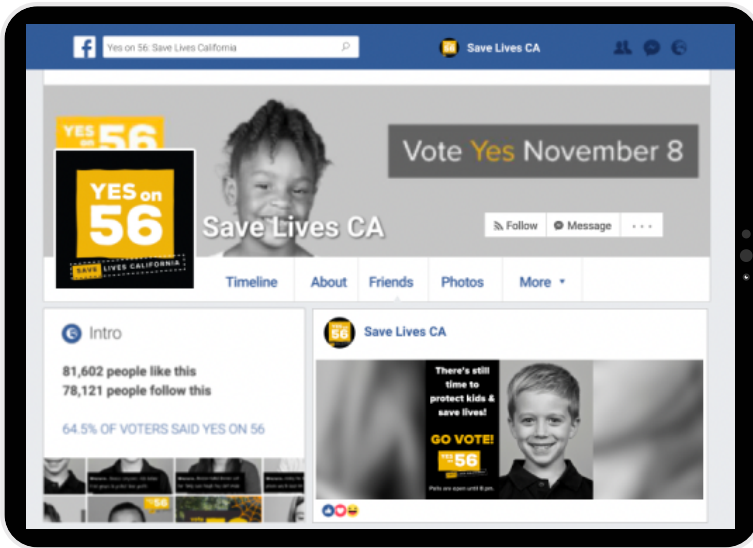 Yes on 56: Save Lives California
56
Save Lives CA
YES
on 56
Vote Yes November 8
YES on
56
SAVE LIVES CALIFORNIA
Save Lives CA
Follow
Message
Timeline
About
Friends
Photos
More
Intro
81,602 people like this
78,121 people follow this
64.5% OF VOTERS SAID YES ON 56
56
Save Lives CA
There's still
time to
protect kids &
save lives!
GO VOTE!
YES
on 56
Polls are open until 8 pm.
56